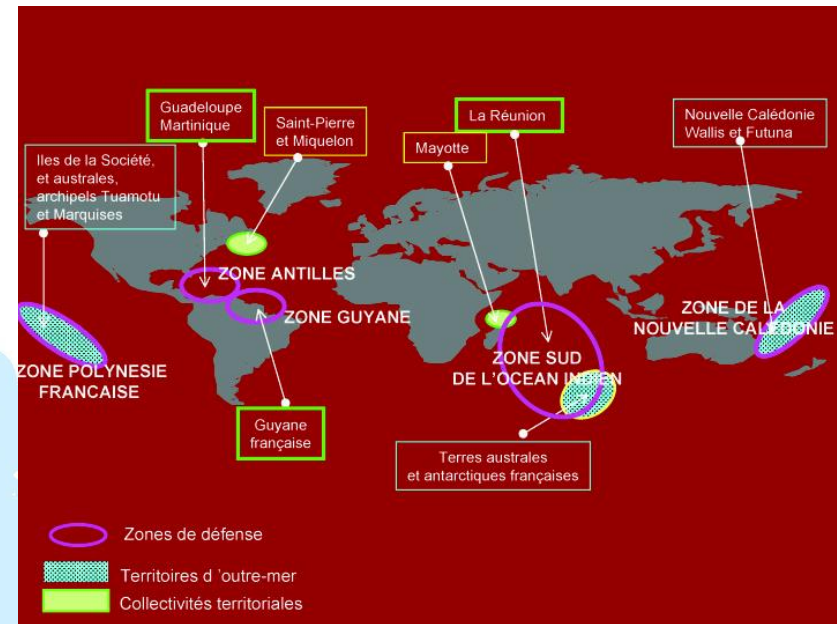 Guadeloupe
Martinique
Saint-Pierre
et Miquelon
La Réunion
Mayotte
Nouvelle Calédonie
Wallis et Futuna
Iles de la Société,
et australes,
archipels Tuamotu
et Marquises
ZONE ANTILLES
ZONE GUYANE
ZONE POLYNESIE
FRANCAISE
ZONE SUD
DE L'OCEAN INDIEN
ZONE DE LA
NOUVELLE CALEDONIE
Guyane
française
Terres australes
et antarctiques françaises
Zones de défense
Territoires d 'outre-mer
Collectivités territoriales